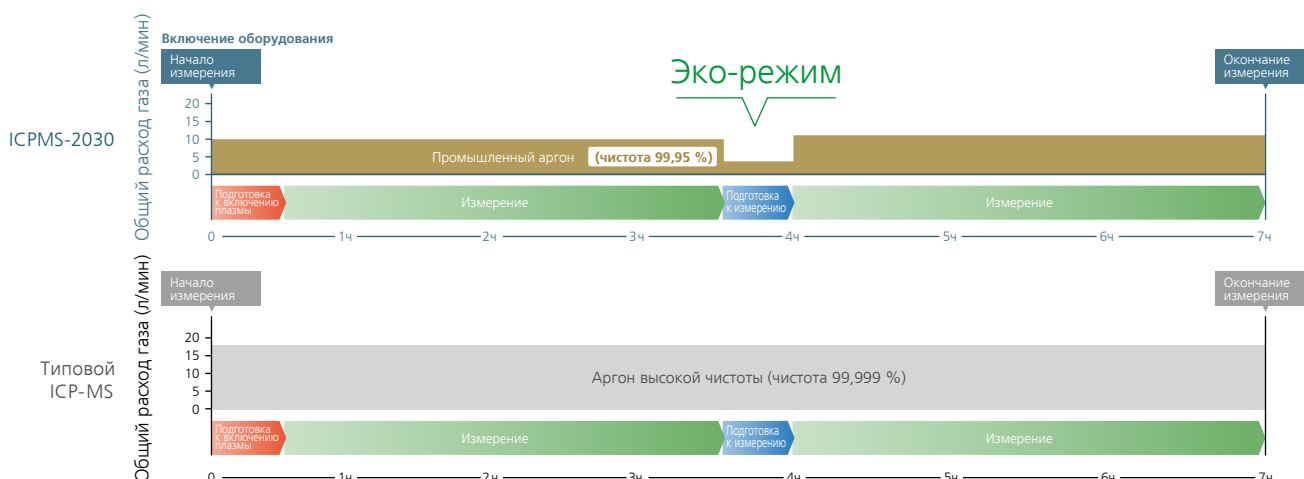 Включение оборудования
Начало
измерения
Окончание
измерения
Эко-режим
ICPMS-2030
Общий расход газа (л/мин)
20
15
10
5
0
Промышленный аргон (чистота 99,95 %)
Подготовка
к включению
плазмы
Измерение
Подготовка
к измерению
Измерение
0 1ч 2ч 3ч 4ч 5ч 6ч 7ч
Начало
измерения
Окончание
измерения
Типовой
ICP-MS
Общий расход газа (л/мин)
20
15
10
5
0
Аргон высокой чистоты (чистота 99,999 %)
Подготовка
к включению
плазмы
Измерение
Подготовка
к измерению
Измерение
0 1ч 2ч 3ч 4ч 5ч 6ч 7ч